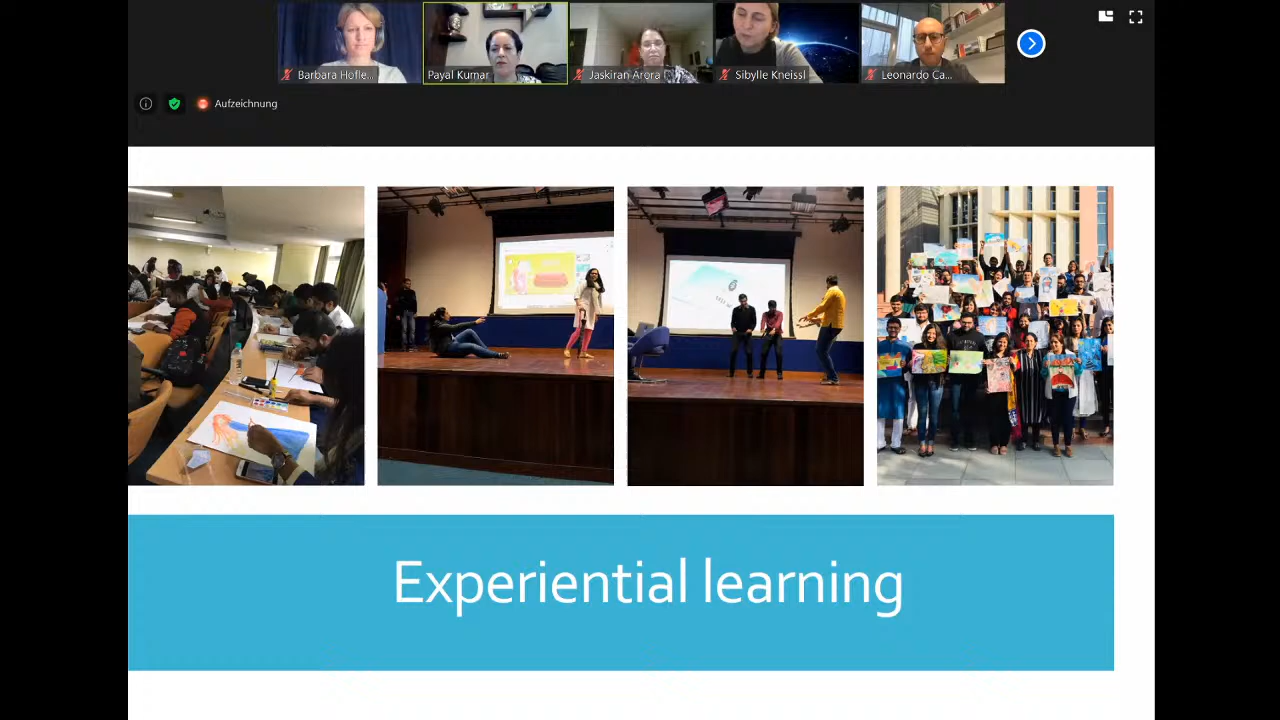 Barbara Hofle...
Payal Kumar
Jaskiran Arora
Sibylle Kneissl
Leonardo Ca...
Aufzeichnung
Experiential learning